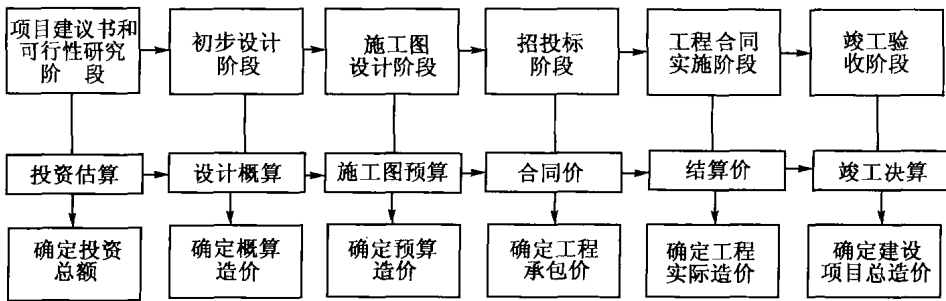 项目建议书和
可行性研究
阶 段
初步设计
阶段
施工图
设计阶段
招投标
阶段
工程合同
实施阶段
竣工验
收阶段
投资估算
设计概算
施工图预算
合同价
结算价
竣工决算
确定投资
总额
确定概算
造价
确定预算
造价
确定工程
承包价
确定工程
实际造价
确定建设
项目总造价